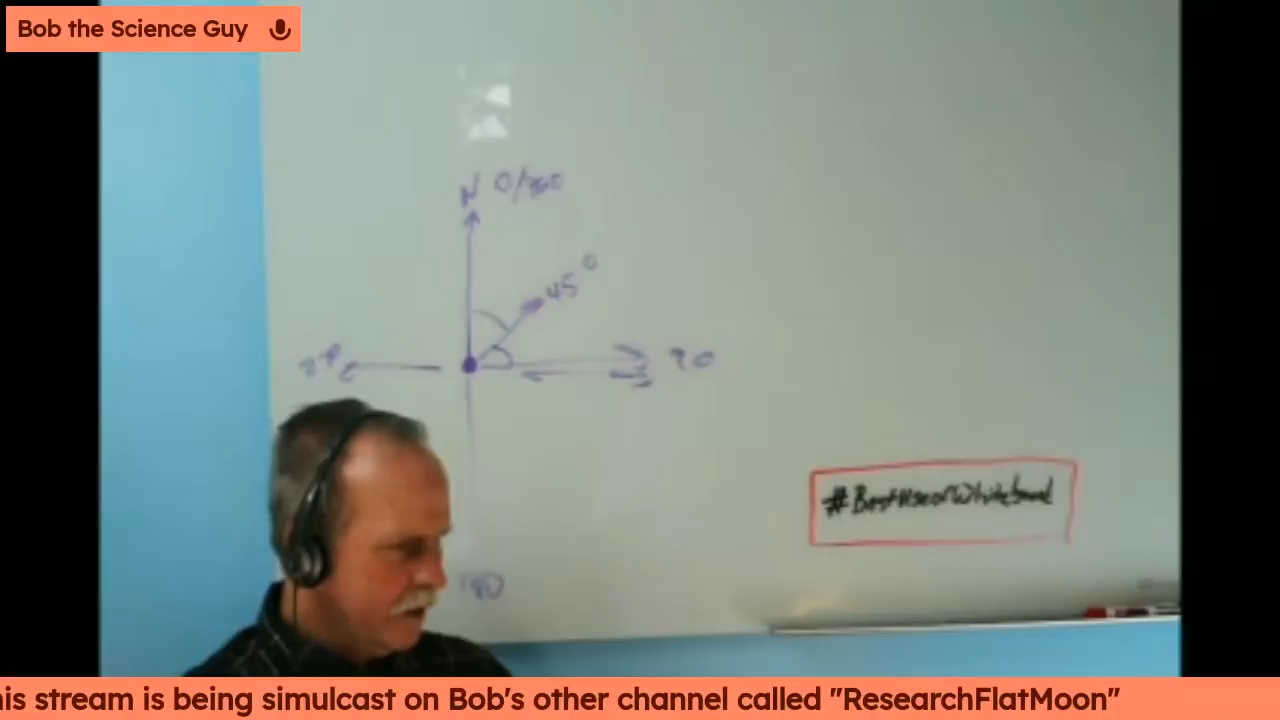 Bob the Science Guy
N 0/360
45°
90
180
his stream is being simulcast on Bob's other channel called "ResearchFlatMoon"